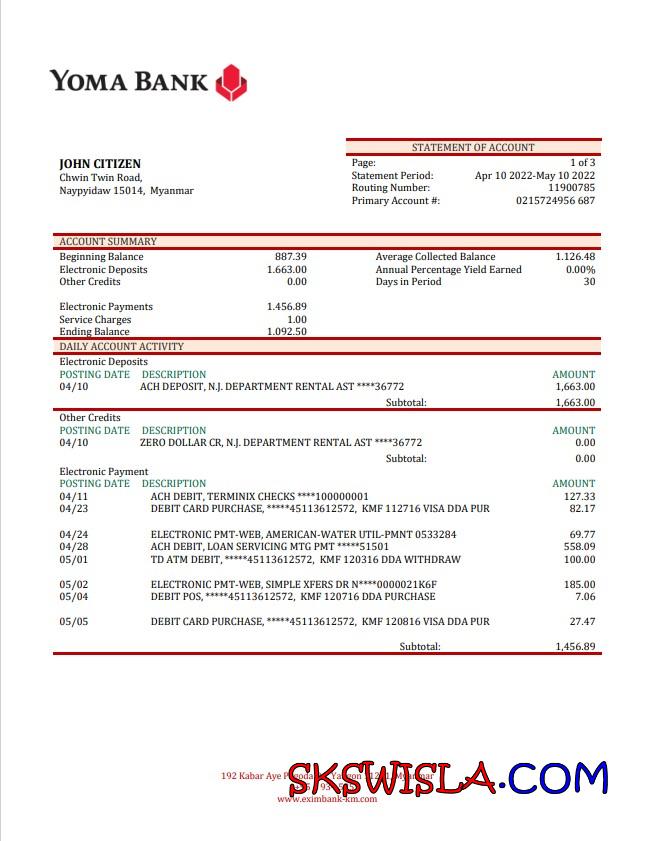 YOMA BANK
STATEMENT OF ACCOUNT
JOHN CITIZEN
Chwin Twin Road,
Naypyidaw 15014, Myanmar
Page: 1 of 3
Statement Period: Apr 10 2022-May 10 2022
Routing Number: 11900785
Primary Account #: 0215724956 687
ACCOUNT SUMMARY
Beginning Balance 887.39 Average Collected Balance 1.126.48
Electronic Deposits 1.663.00 Annual Percentage Yield Earned 0.00%
Other Credits 0.00 Days in Period 30
Electronic Payments 1.456.89
Service Charges 1.00
Ending Balance 1.092.50
DAILY ACCOUNT ACTIVITY
Electronic Deposits
POSTING DATE DESCRIPTION AMOUNT
04/10 ACH DEPOSIT, N.J. DEPARTMENT RENTAL AST ****36772 1,663.00
Subtotal: 1,663.00
Other Credits
POSTING DATE DESCRIPTION AMOUNT
04/10 ZERO DOLLAR CR, N.J. DEPARTMENT RENTAL AST ****36772 0.00
Subtotal: 0.00
Electronic Payment
POSTING DATE DESCRIPTION AMOUNT
04/11 ACH DEBIT, TERMINIX CHECKS ****100000001 127.33
04/23 DEBIT CARD PURCHASE, *****45113612572, KMF 112716 VISA DDA PUR 82.17
04/24 ELECTRONIC PMT-WEB, AMERICAN-WATER UTIL-PMNT 0533284 69.77
04/28 ACH DEBIT, LOAN SERVICING MTG PMT *****51501 558.09
05/01 TD ATM DEBIT, *****45113612572, KMF 120316 DDA WITHDRAW 100.00
05/02 ELECTRONIC PMT-WEB, SIMPLE XFERS DR N****0000021K6F 185.00
05/04 DEBIT POS, *****45113612572, KMF 120716 DDA PURCHASE 7.06
05/05 DEBIT CARD PURCHASE, *****45113612572, KMF 120816 VISA DDA PUR 27.47
Subtotal: 1,456.89
192 Kabar Aye
SKSWISLA.COM
www.eximbank-km.com